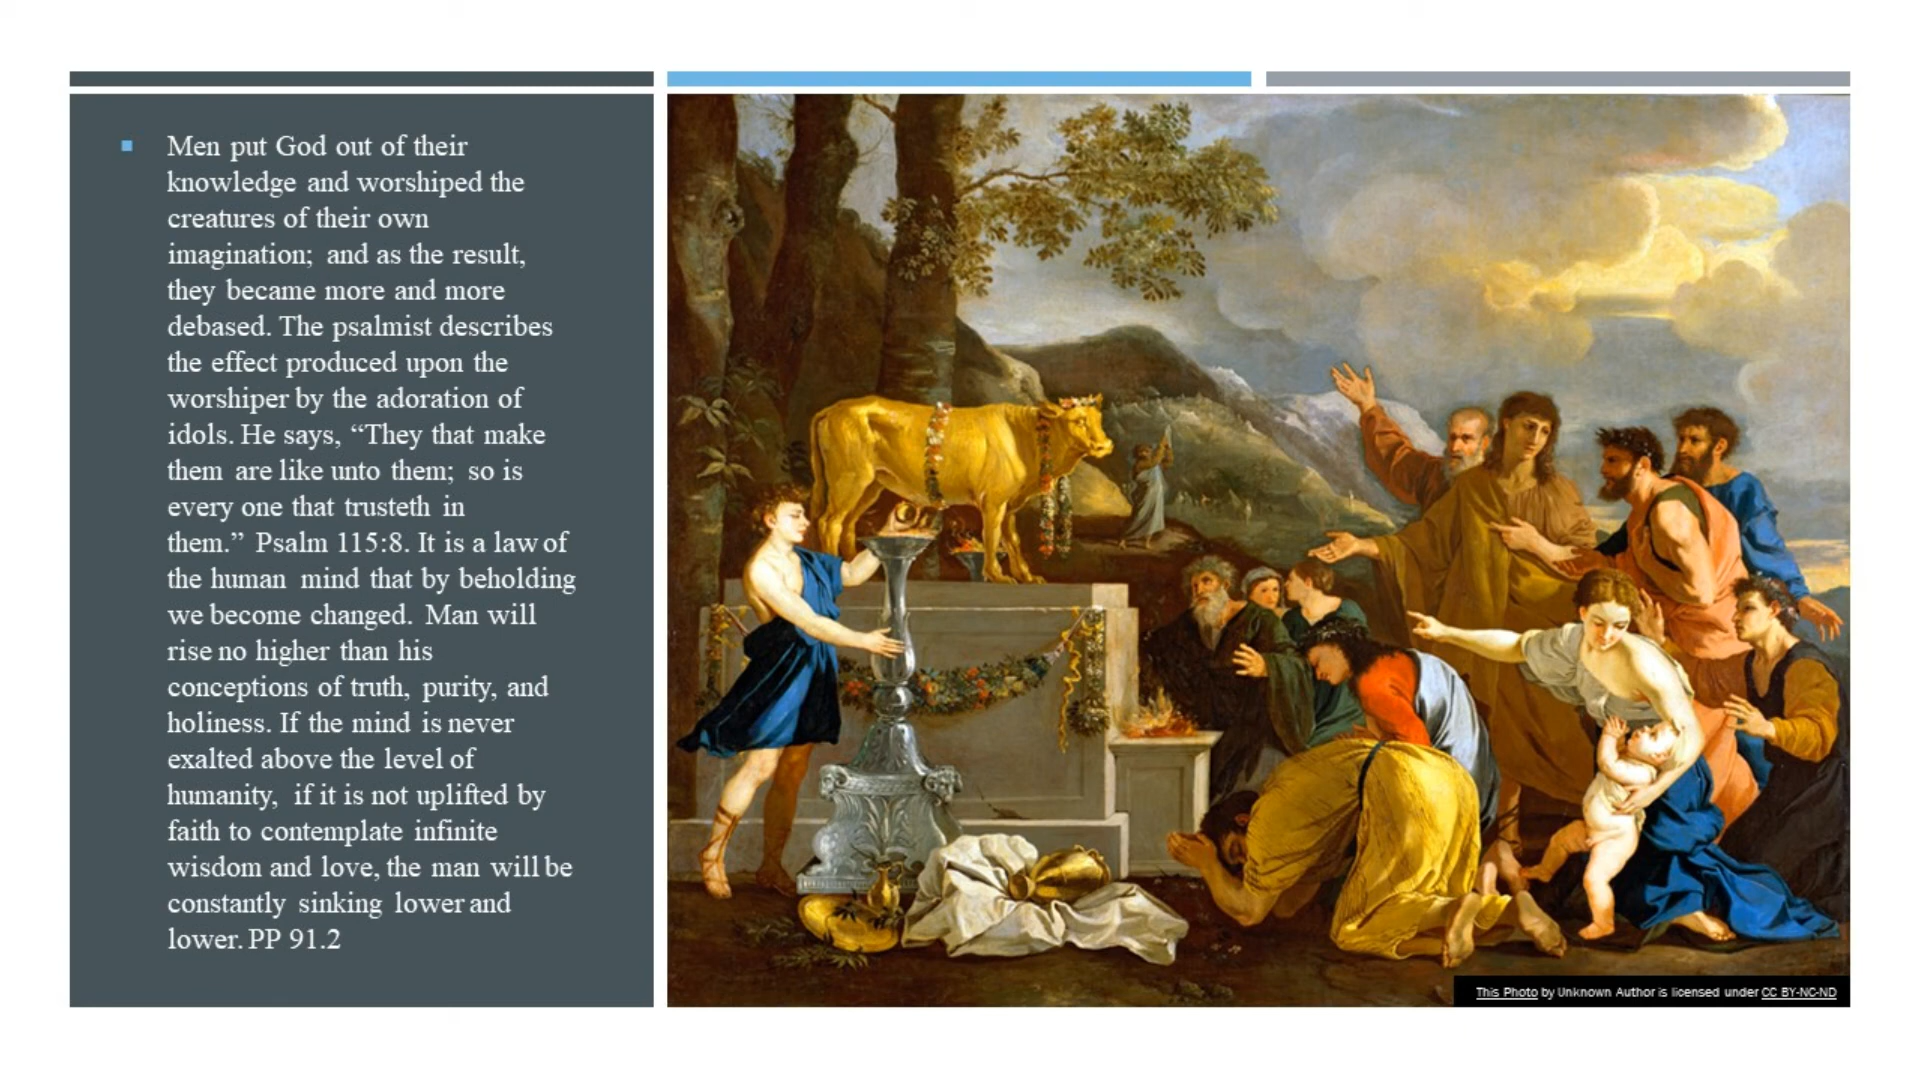 Men put God out of their
knowledge and worshiped the
creatures of their own
imagination; and as the result,
they became more and more
debased. The psalmist describes
the effect produced upon the
worshiper by the adoration of
idols. He says, “They that make
them are like unto them; so is
every one that trusteth in
them.” Psalm 115:8. It is a law of
the human mind that by beholding
we become changed. Man will
rise no higher than his
conceptions of truth, purity, and
holiness. If the mind is never
exalted above the level of
humanity, if it is not uplifted by
faith to contemplate infinite
wisdom and love, the man will be
constantly sinking lower and
lower. PP 91.2
This Photo by Unknown Author is licensed under CC BY-NC-ND